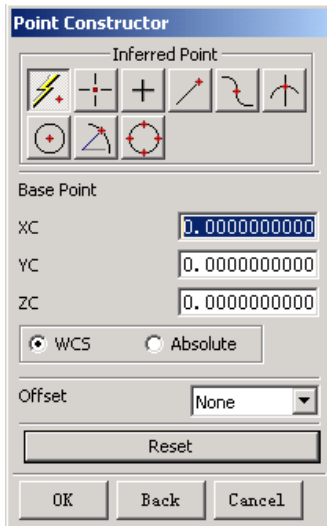 Point Constructor
Inferred Point
Base Point
XC 0.0000000000
YC 0.0000000000
ZC 0.0000000000
WCS Absolute
Offset None
Reset
OK Back Cancel